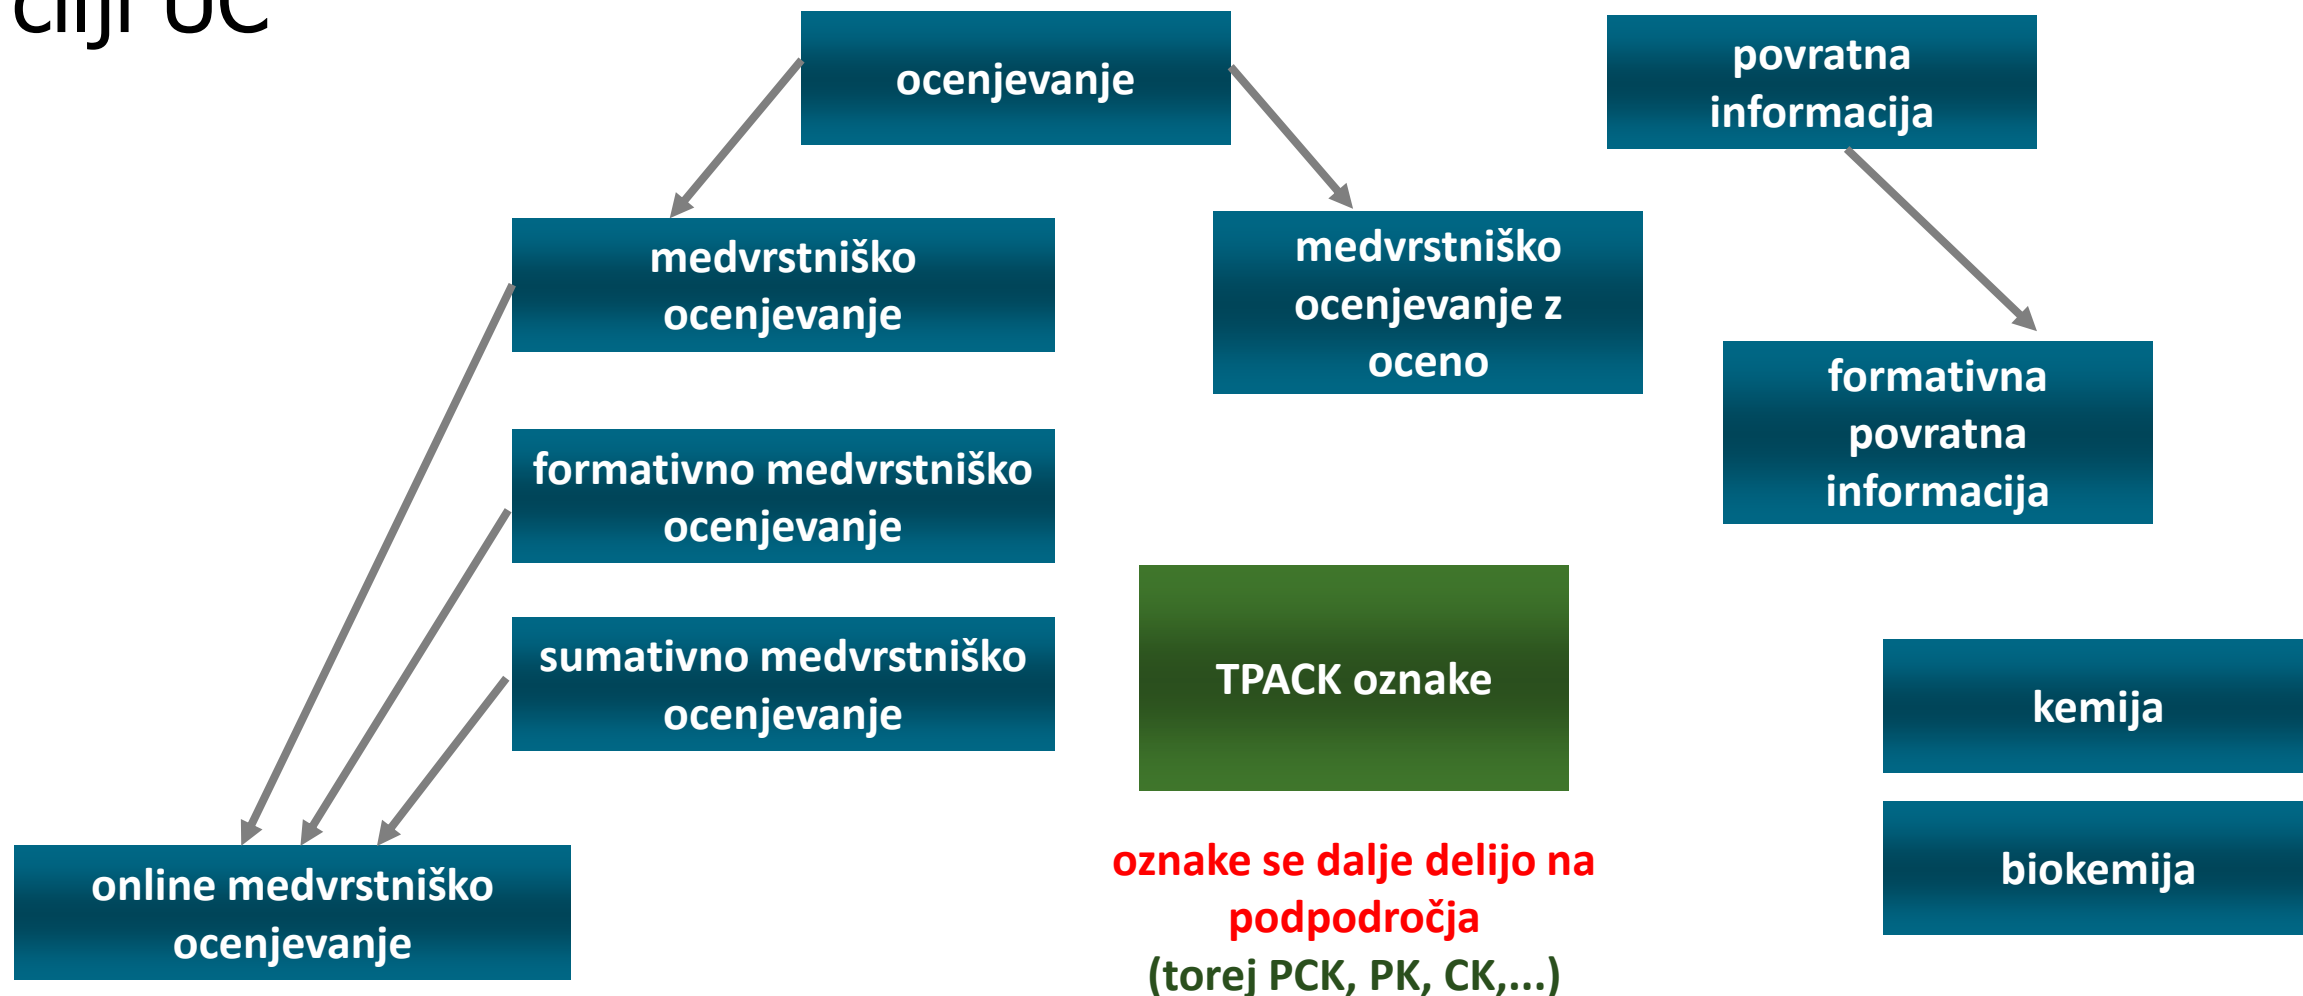 cilji UC
ocenjevanje
povratna
informacija
medvrstniško
ocenjevanje
medvrstniško
ocenjevanje z
oceno
formativna
povratna
informacija
formativno medvrstniško
ocenjevanje
sumativno medvrstniško
ocenjevanje
TPACK oznake
kemija
biokemija
online medvrstniško
ocenjevanje
oznake se dalje delijo na
podpodročja
(torej PCK, PK, CK,...)